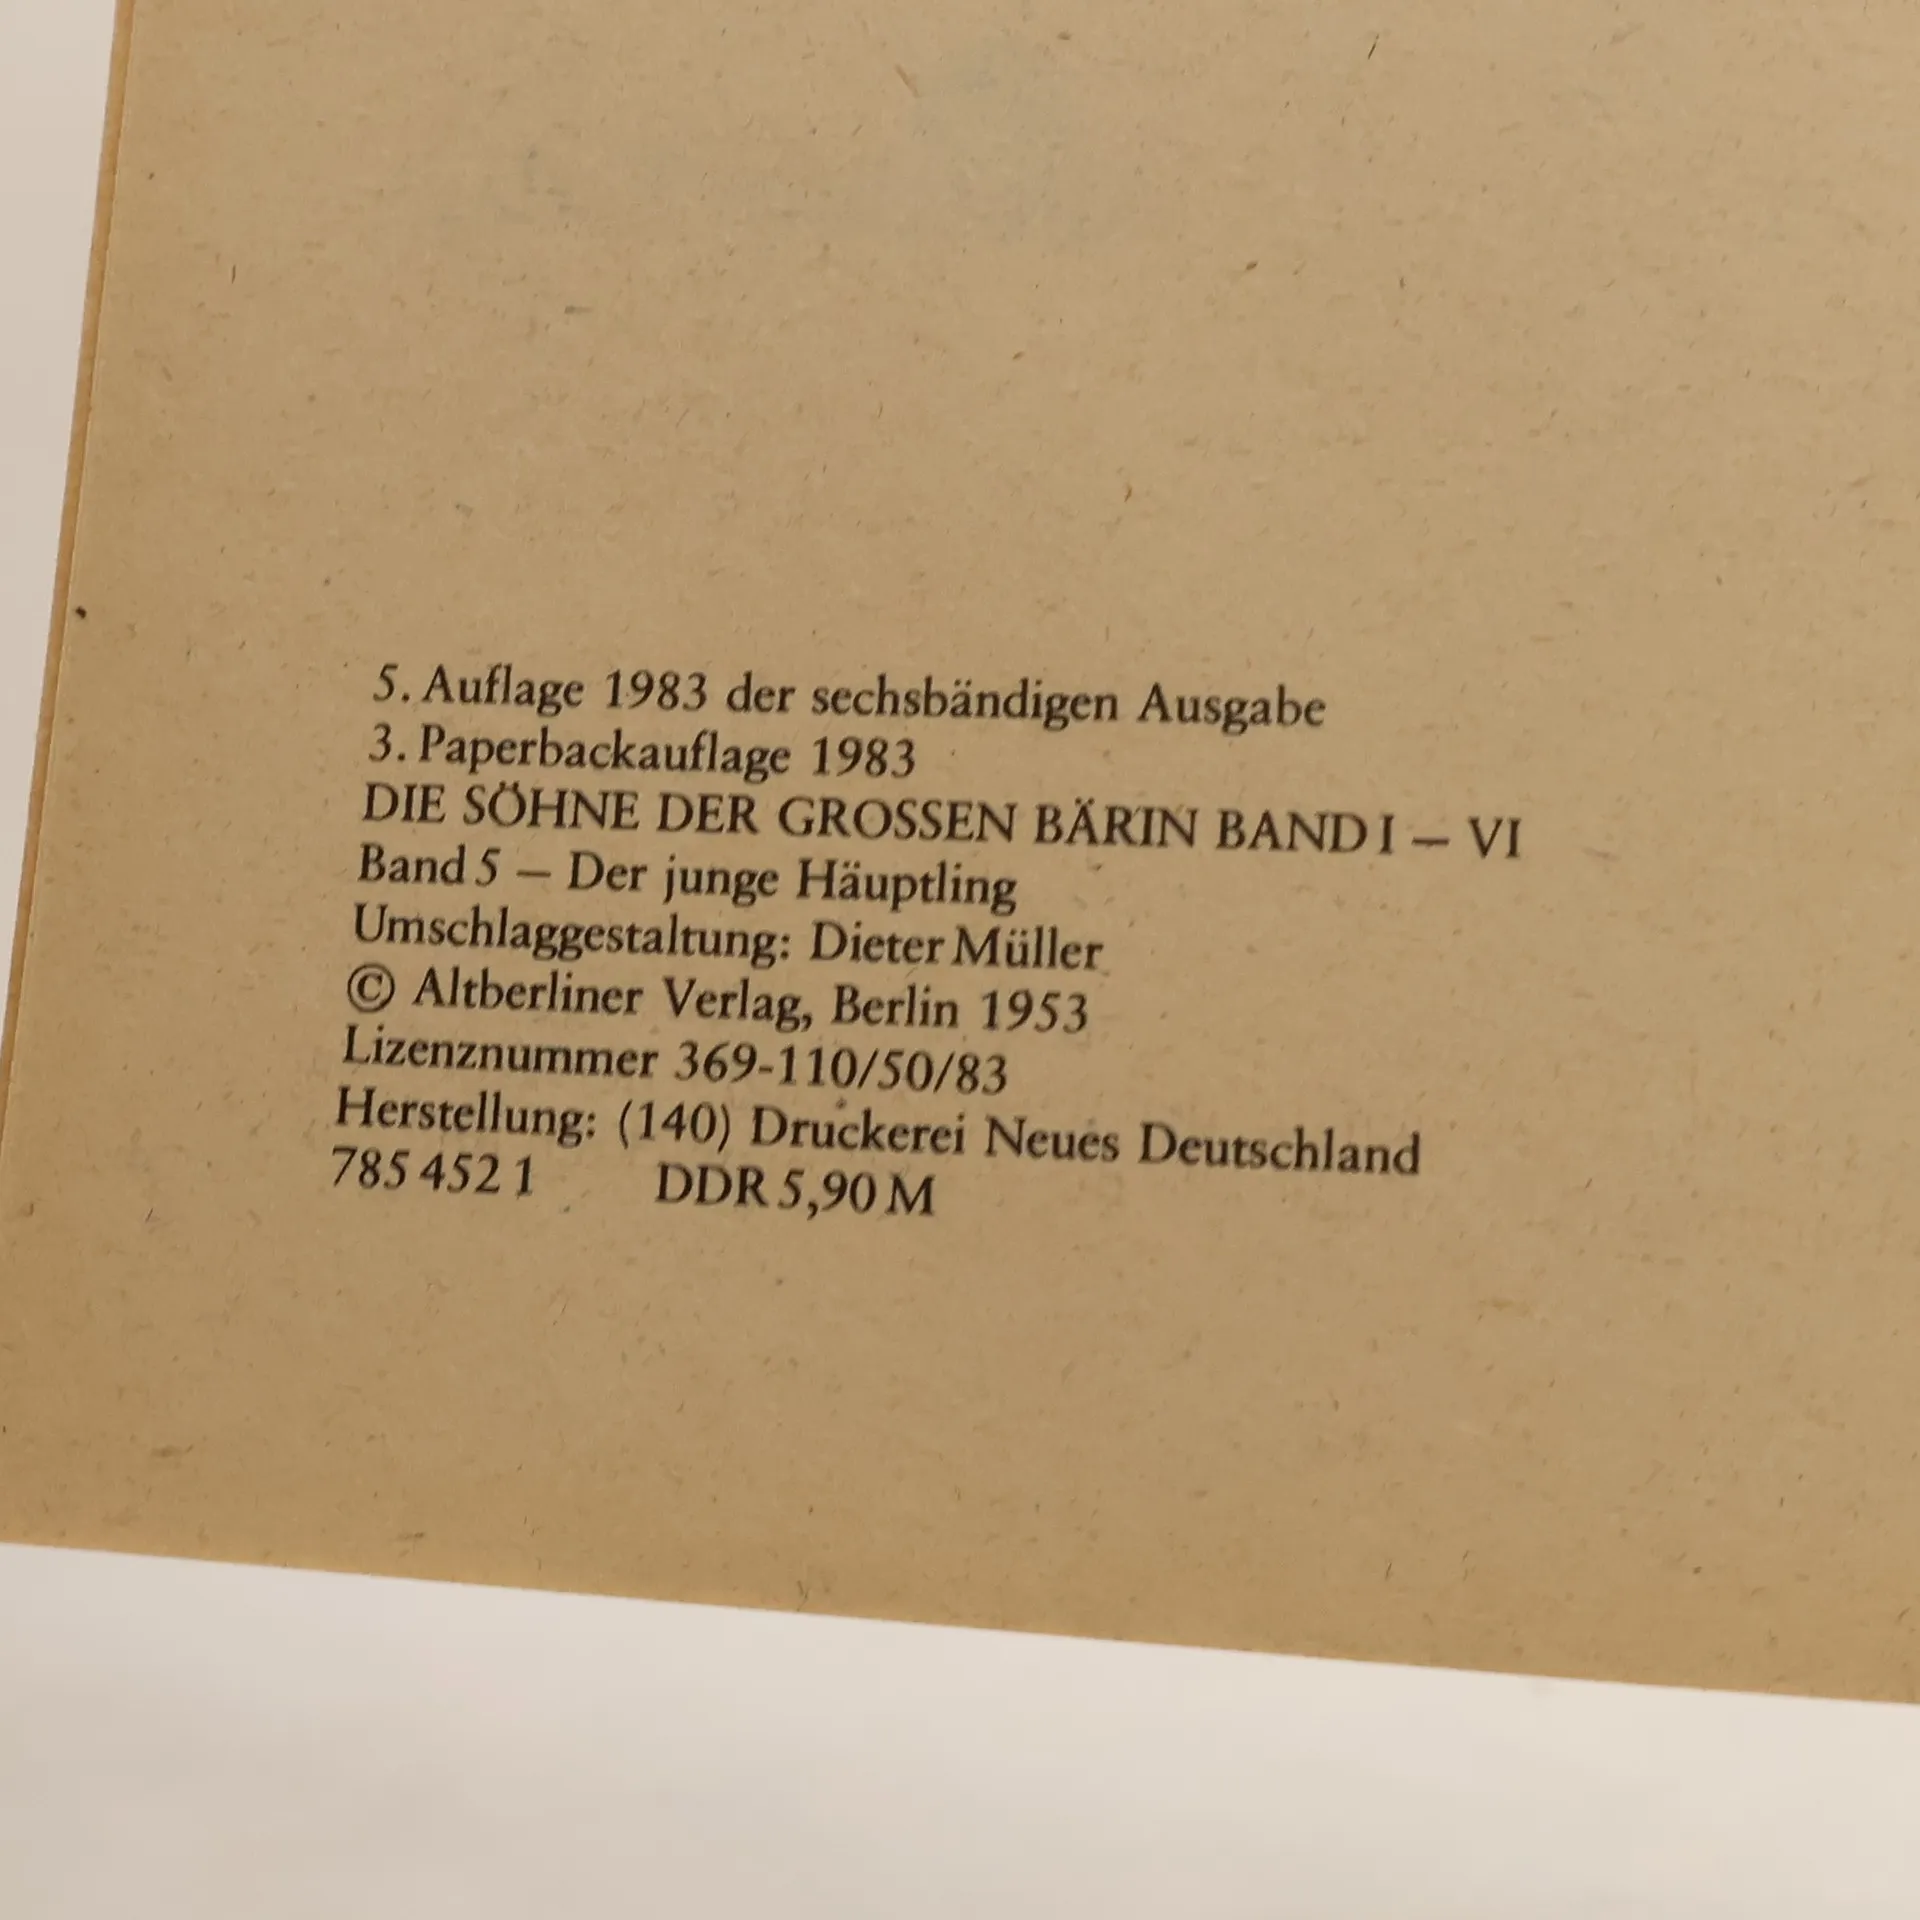 5. Auflage 1983 der sechsbändigen Ausgabe
3. Paperbackauflage 1983
DIE SÖHNE DER GROSSEN BÄRIN BAND I – VI
Band 5 – Der junge Häuptling
Umschlaggestaltung: Dieter Müller
© Altberliner Verlag, Berlin 1953
Lizenznummer 369-110/50/83
Herstellung: (140) Druckerei Neues Deutschland
785 452 1 DDR 5,90 M